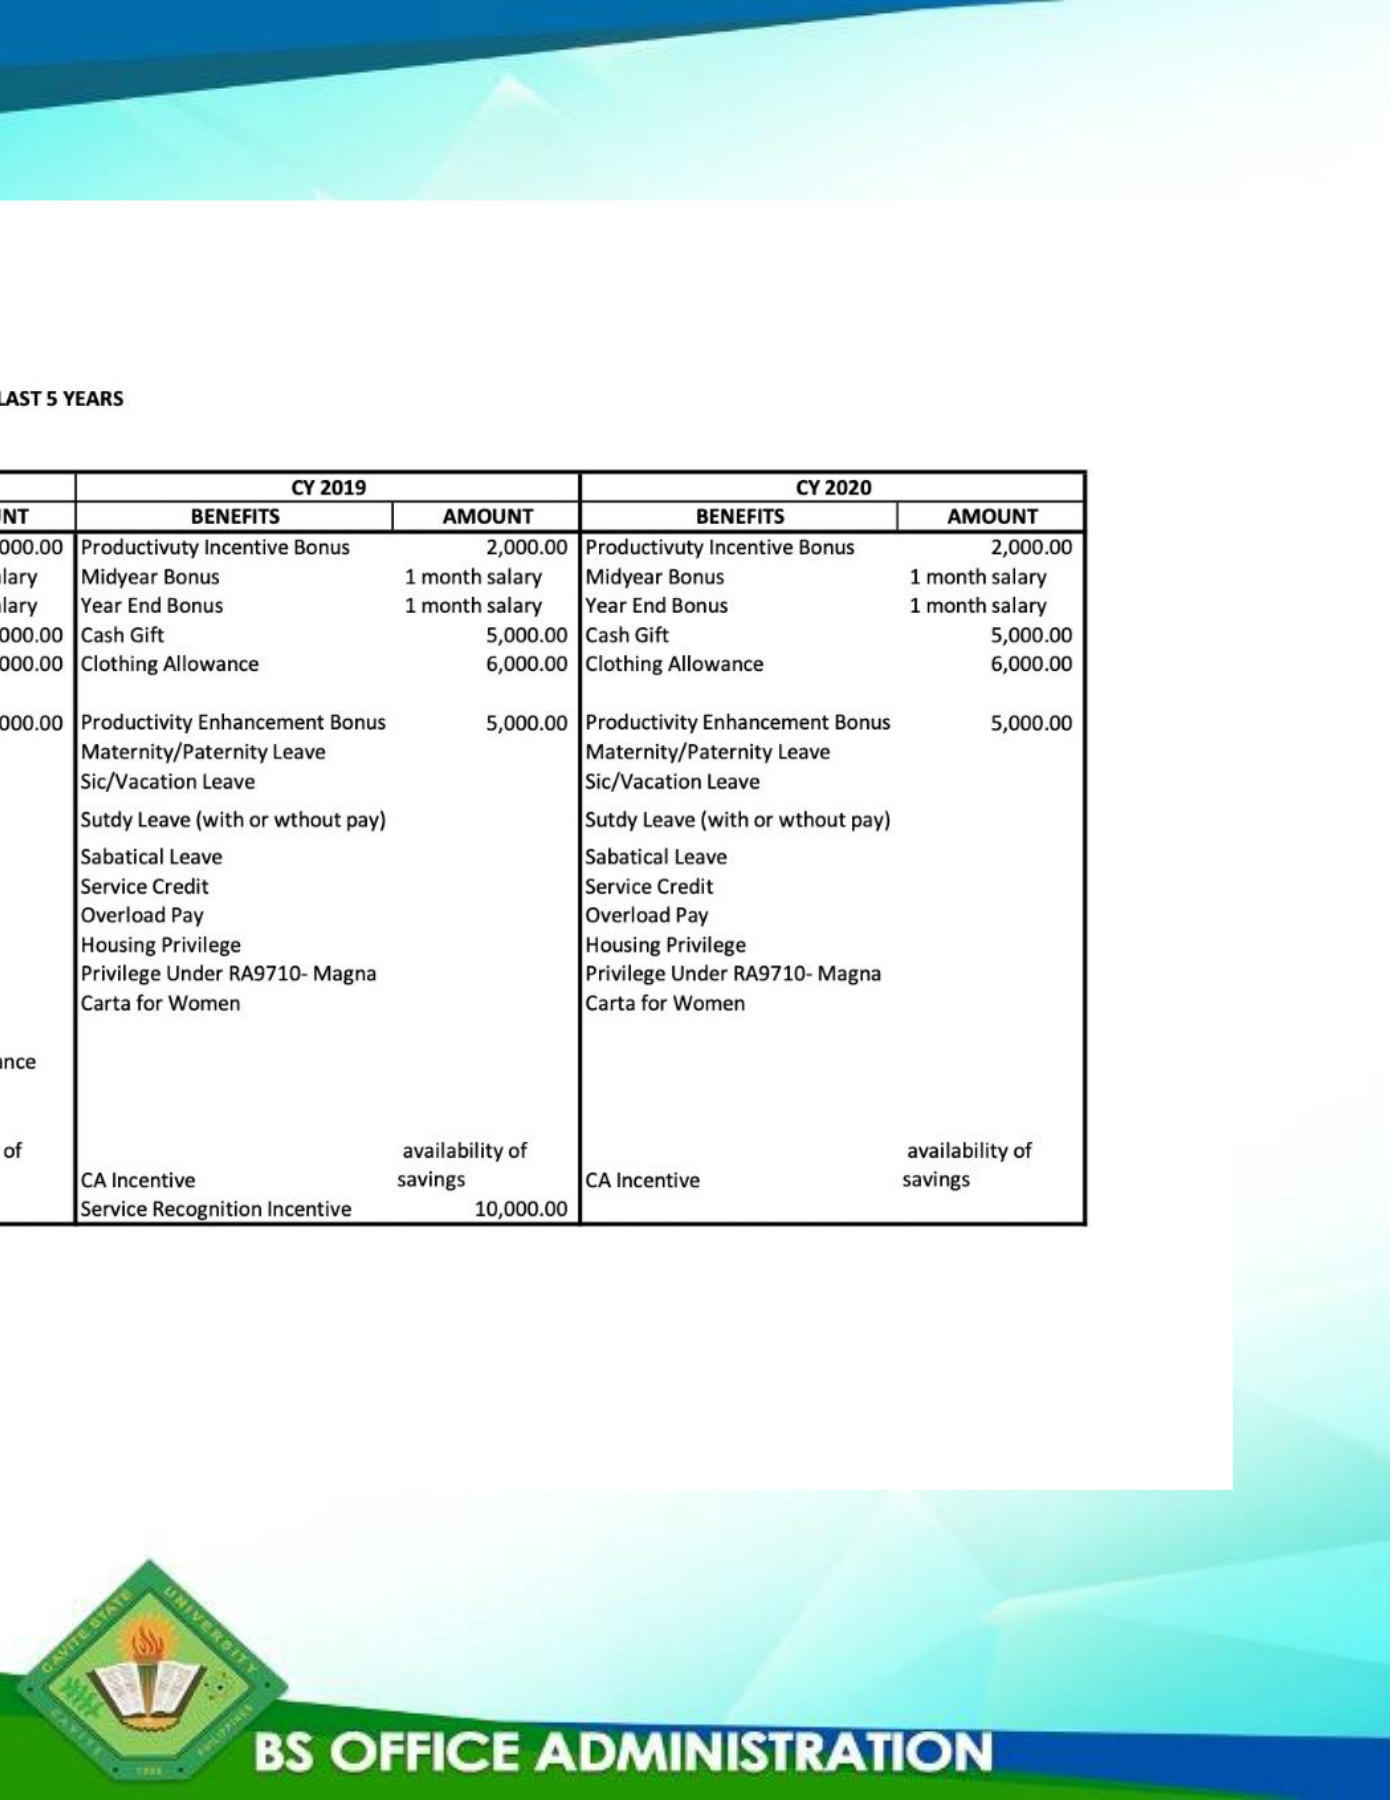 LAST 5 YEARS
CY 2019 CY 2020
NT BENEFITS AMOUNT BENEFITS AMOUNT
000.00 Productivuty Incentive Bonus 2,000.00 Productivuty Incentive Bonus 2,000.00
lary Midyear Bonus 1 month salary Midyear Bonus 1 month salary
lary Year End Bonus 1 month salary Year End Bonus 1 month salary
000.00 Cash Gift 5,000.00 Cash Gift 5,000.00
000.00 Clothing Allowance 6,000.00 Clothing Allowance 6,000.00
000.00 Productivity Enhancement Bonus 5,000.00 Productivity Enhancement Bonus 5,000.00
Maternity/Paternity Leave Maternity/Paternity Leave
Sic/Vacation Leave Sic/Vacation Leave
Sutdy Leave (with or wthout pay) Sutdy Leave (with or wthout pay)
Sabatical Leave Sabatical Leave
Service Credit Service Credit
Overload Pay Overload Pay
Housing Privilege Housing Privilege
Privilege Under RA9710- Magna Privilege Under RA9710- Magna
Carta for Women Carta for Women
ance
of availability of availability of
CA Incentive savings CA Incentive savings
Service Recognition Incentive 10,000.00
CAVITE STATE UNIVERSITY
CAVITE PHILIPPINES
1906
BS OFFICE ADMINISTRATION